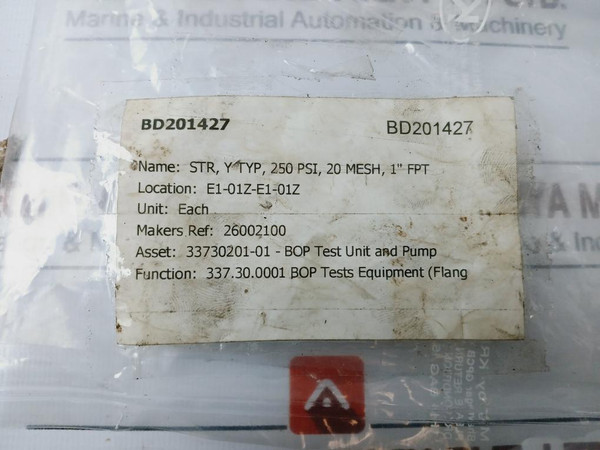 Marine & Industrial Automation & Machinery
BD201427 BD201427
Name: STR, Y TYP, 250 PSI, 20 MESH, 1" FPT
Location: E1-01Z-E1-01Z
Unit: Each
Makers Ref: 26002100
Asset: 33730201-01 - BOP Test Unit and Pump
Function: 337.30.0001 BOP Tests Equipment (Flang
YA M
& Indu